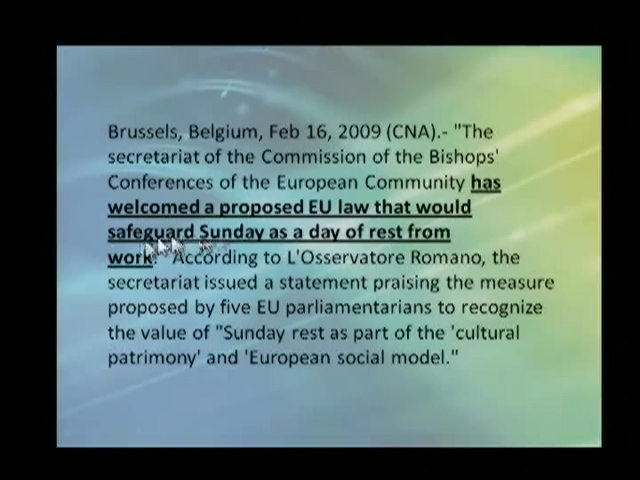 Brussels, Belgium, Feb 16, 2009 (CNA).- "The
secretariat of the Commission of the Bishops'
Conferences of the European Community has
welcomed a proposed EU law that would
safeguard Sunday as a day of rest from
work." According to L'Osservatore Romano, the
secretariat issued a statement praising the measure
proposed by five EU parliamentarians to recognize
the value of "Sunday rest as part of the 'cultural
patrimony' and 'European social model."